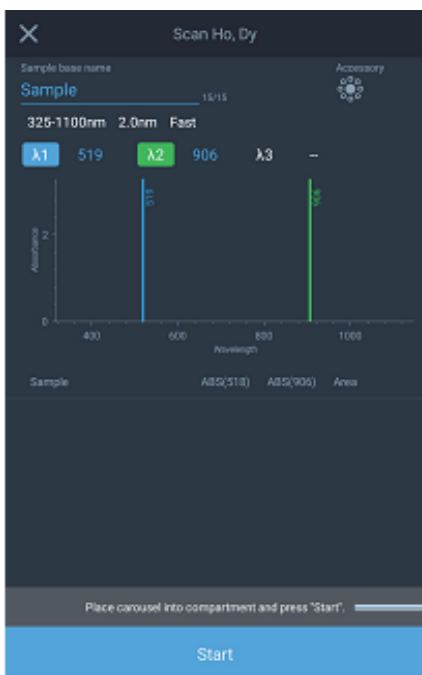 Scan Ho, Dy
Sample base name
Accessory
Sample
15/15
325-1100nm 2.0nm Fast
λ1 519 λ2 906 λ3 --
519
906
Absorbance
2
0
400 600 800 1000
Wavelength
Sample ABS(518) ABS(906) Area
Place carousel into compartment and press "Start".
Start